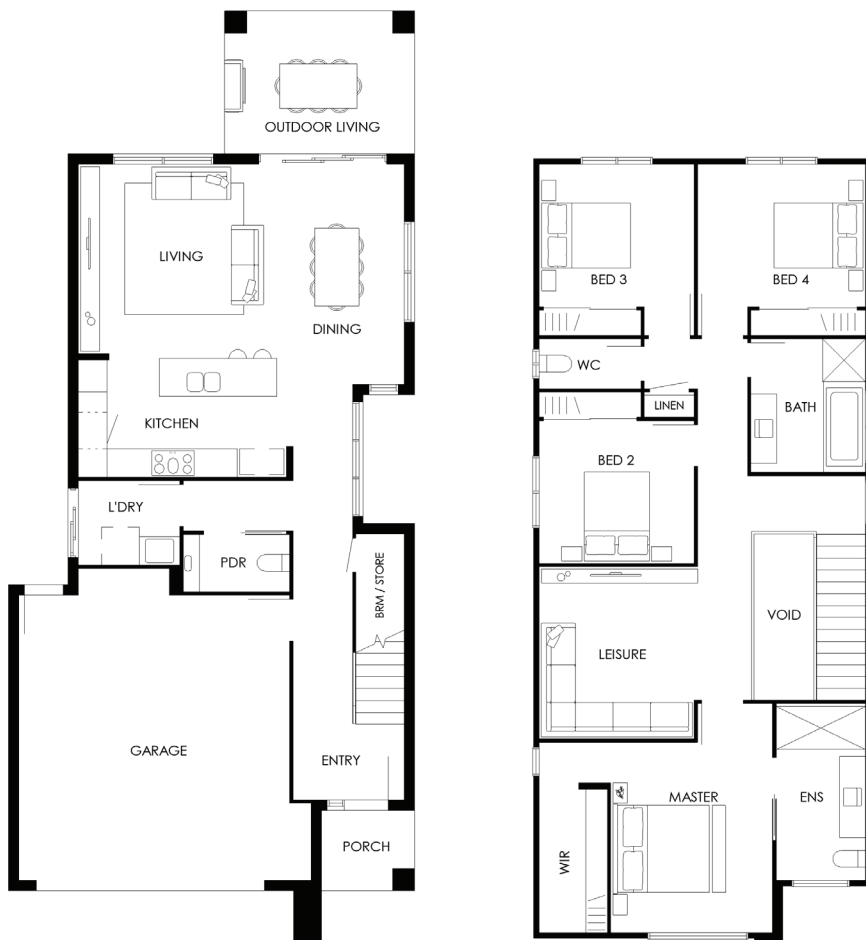 OUTDOOR LIVING
LIVING
DINING
KITCHEN
L'DRY
PDR
BRM / STORE
GARAGE
ENTRY
PORCH
BED 3
BED 4
WC
LINEN
BATH
BED 2
VOID
LEISURE
MASTER
ENS
WIR